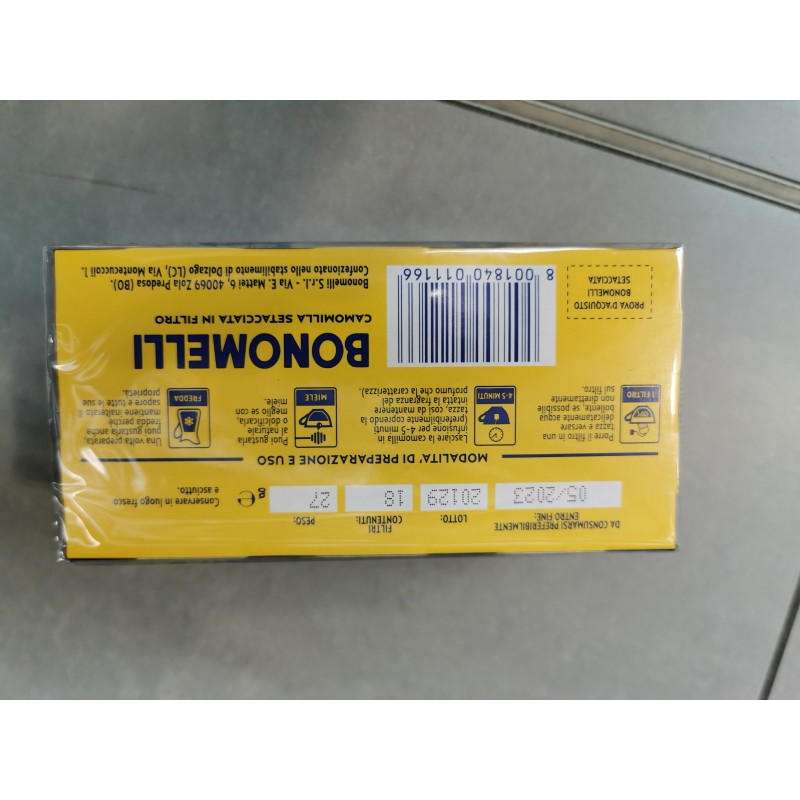 DA CONSUMARSI PREFERIBILMENTE
ENTRO FINE:
05/2023
LOTTO:
20129
FILTRI
CONTENUTI:
18
PESO:
27
g
℮
Conservare in luogo fresco
e asciutto.
MODALITA' DI PREPARAZIONE E USO
1 FILTRO
Porre il filtro in una
tazza e versare
delicatamente acqua
bollente, se possibile
non direttamente
sul filtro.
4-5 MINUTI
Lasciare la camomilla in
infusione per 4-5 minuti
(preferibilmente coprendo la
tazza, così da mantenere
intatta la fragranza del
profumo che la caratterizza).
MIELE
Puoi gustarla
al naturale
o dolcificarla,
meglio se con
miele.
FREDDA
Una volta preparata,
puoi gustarla anche
fredda perché
mantiene inalterato il
sapore e tutte le sue
proprietà.
PROVA D'ACQUISTO
BONOMELLI
SETACCIATA
8 001840 011166
BONOMELLI
CAMOMILLA SETACCIATA IN FILTRO
Bonomelli S.r.l. - Via E. Mattei, 6, 40069 Zola Predosa (BO).
Confezionato nello stabilimento di Dolzago (LC), Via Montecuccoli 1.